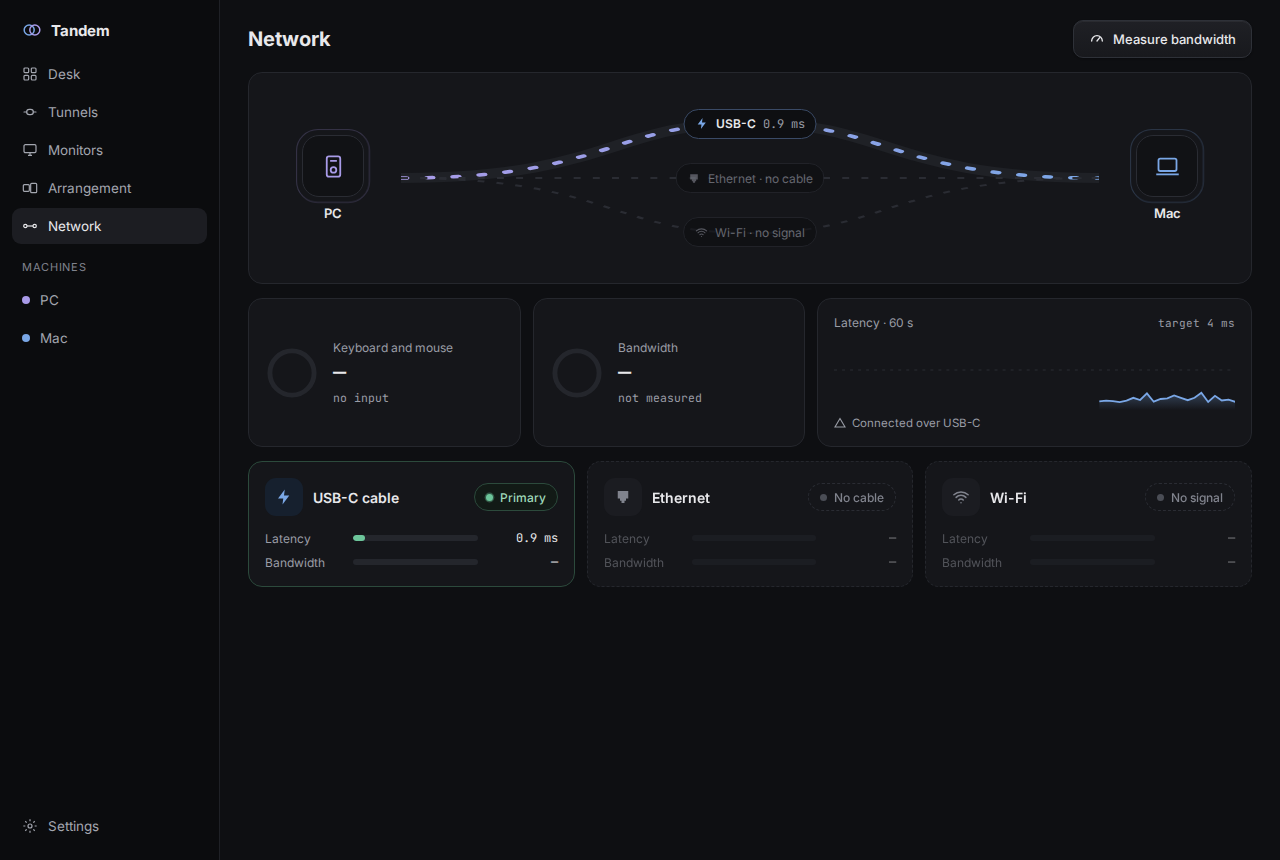 Tandem
Desk
Tunnels
Monitors
Arrangement
Network
MACHINES
PC
Mac
Settings
Network
Measure bandwidth
PC
USB-C 0.9 ms
Ethernet · no cable
Wi-Fi · no signal
Mac
Keyboard and mouse
—
no input
Bandwidth
—
not measured
Latency · 60 s
target 4 ms
Connected over USB-C
USB-C cable
Primary
Latency
0.9 ms
Bandwidth
—
Ethernet
No cable
Latency
—
Bandwidth
—
Wi-Fi
No signal
Latency
—
Bandwidth
—